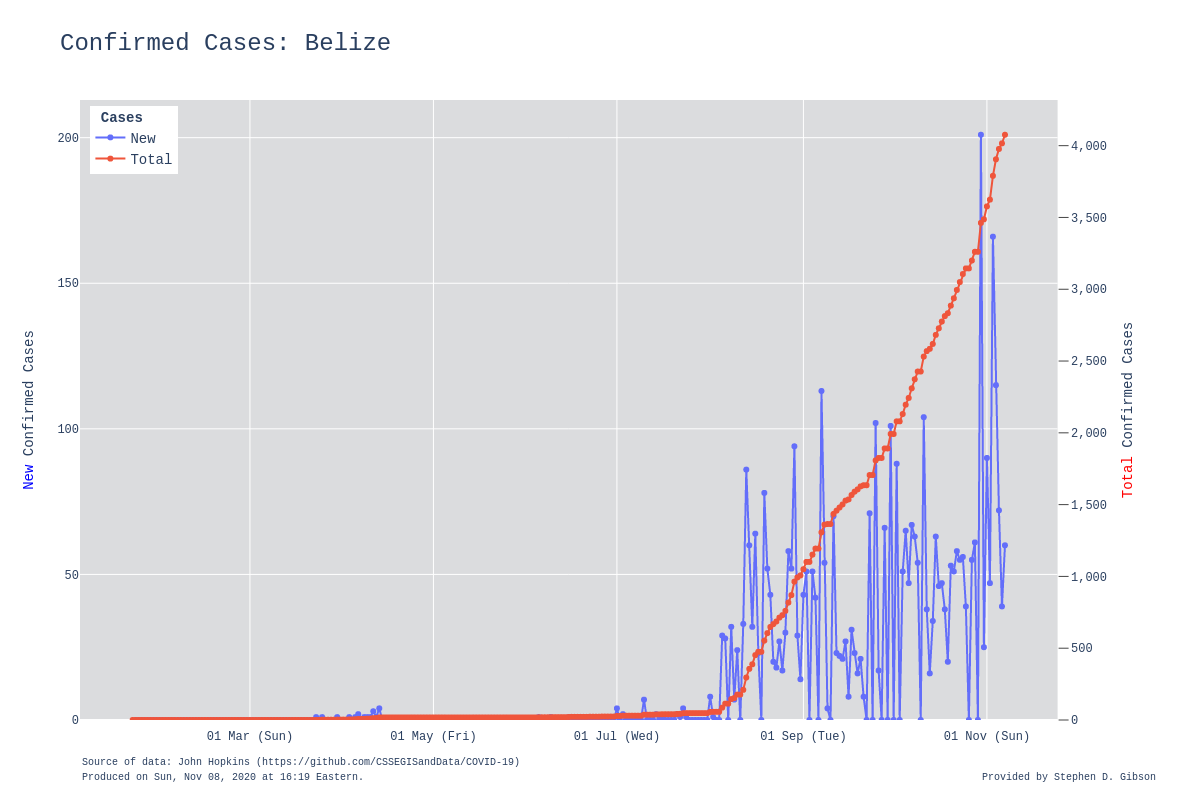 Confirmed Cases: Belize
Cases
New
Total
200
150
100
50
0
4,000
3,500
3,000
2,500
2,000
1,500
1,000
500
0
New Confirmed Cases
Total Confirmed Cases
01 Mar (Sun)
01 May (Fri)
01 Jul (Wed)
01 Sep (Tue)
01 Nov (Sun)
Source of data: John Hopkins (https://github.com/CSSEGISandData/COVID-19)
Produced on Sun, Nov 08, 2020 at 16:19 Eastern.
Provided by Stephen D. Gibson